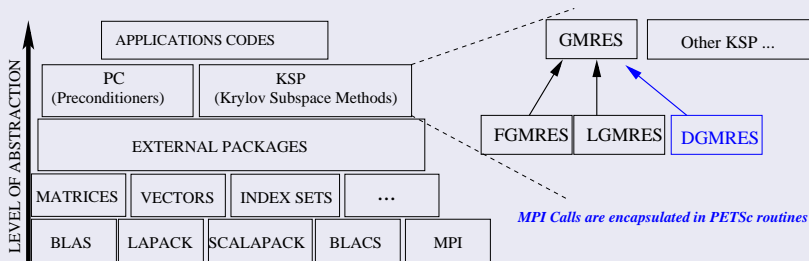 LEVEL OF ABSTRACTION
APPLICATIONS CODES
PC
(Preconditioners)
KSP
(Krylov Subspace Methods)
EXTERNAL PACKAGES
MATRICES
VECTORS
INDEX SETS
...
BLAS
LAPACK
SCALAPACK
BLACS
MPI
GMRES
Other KSP ...
FGMRES
LGMRES
DGMRES
MPI Calls are encapsulated in PETSc routines